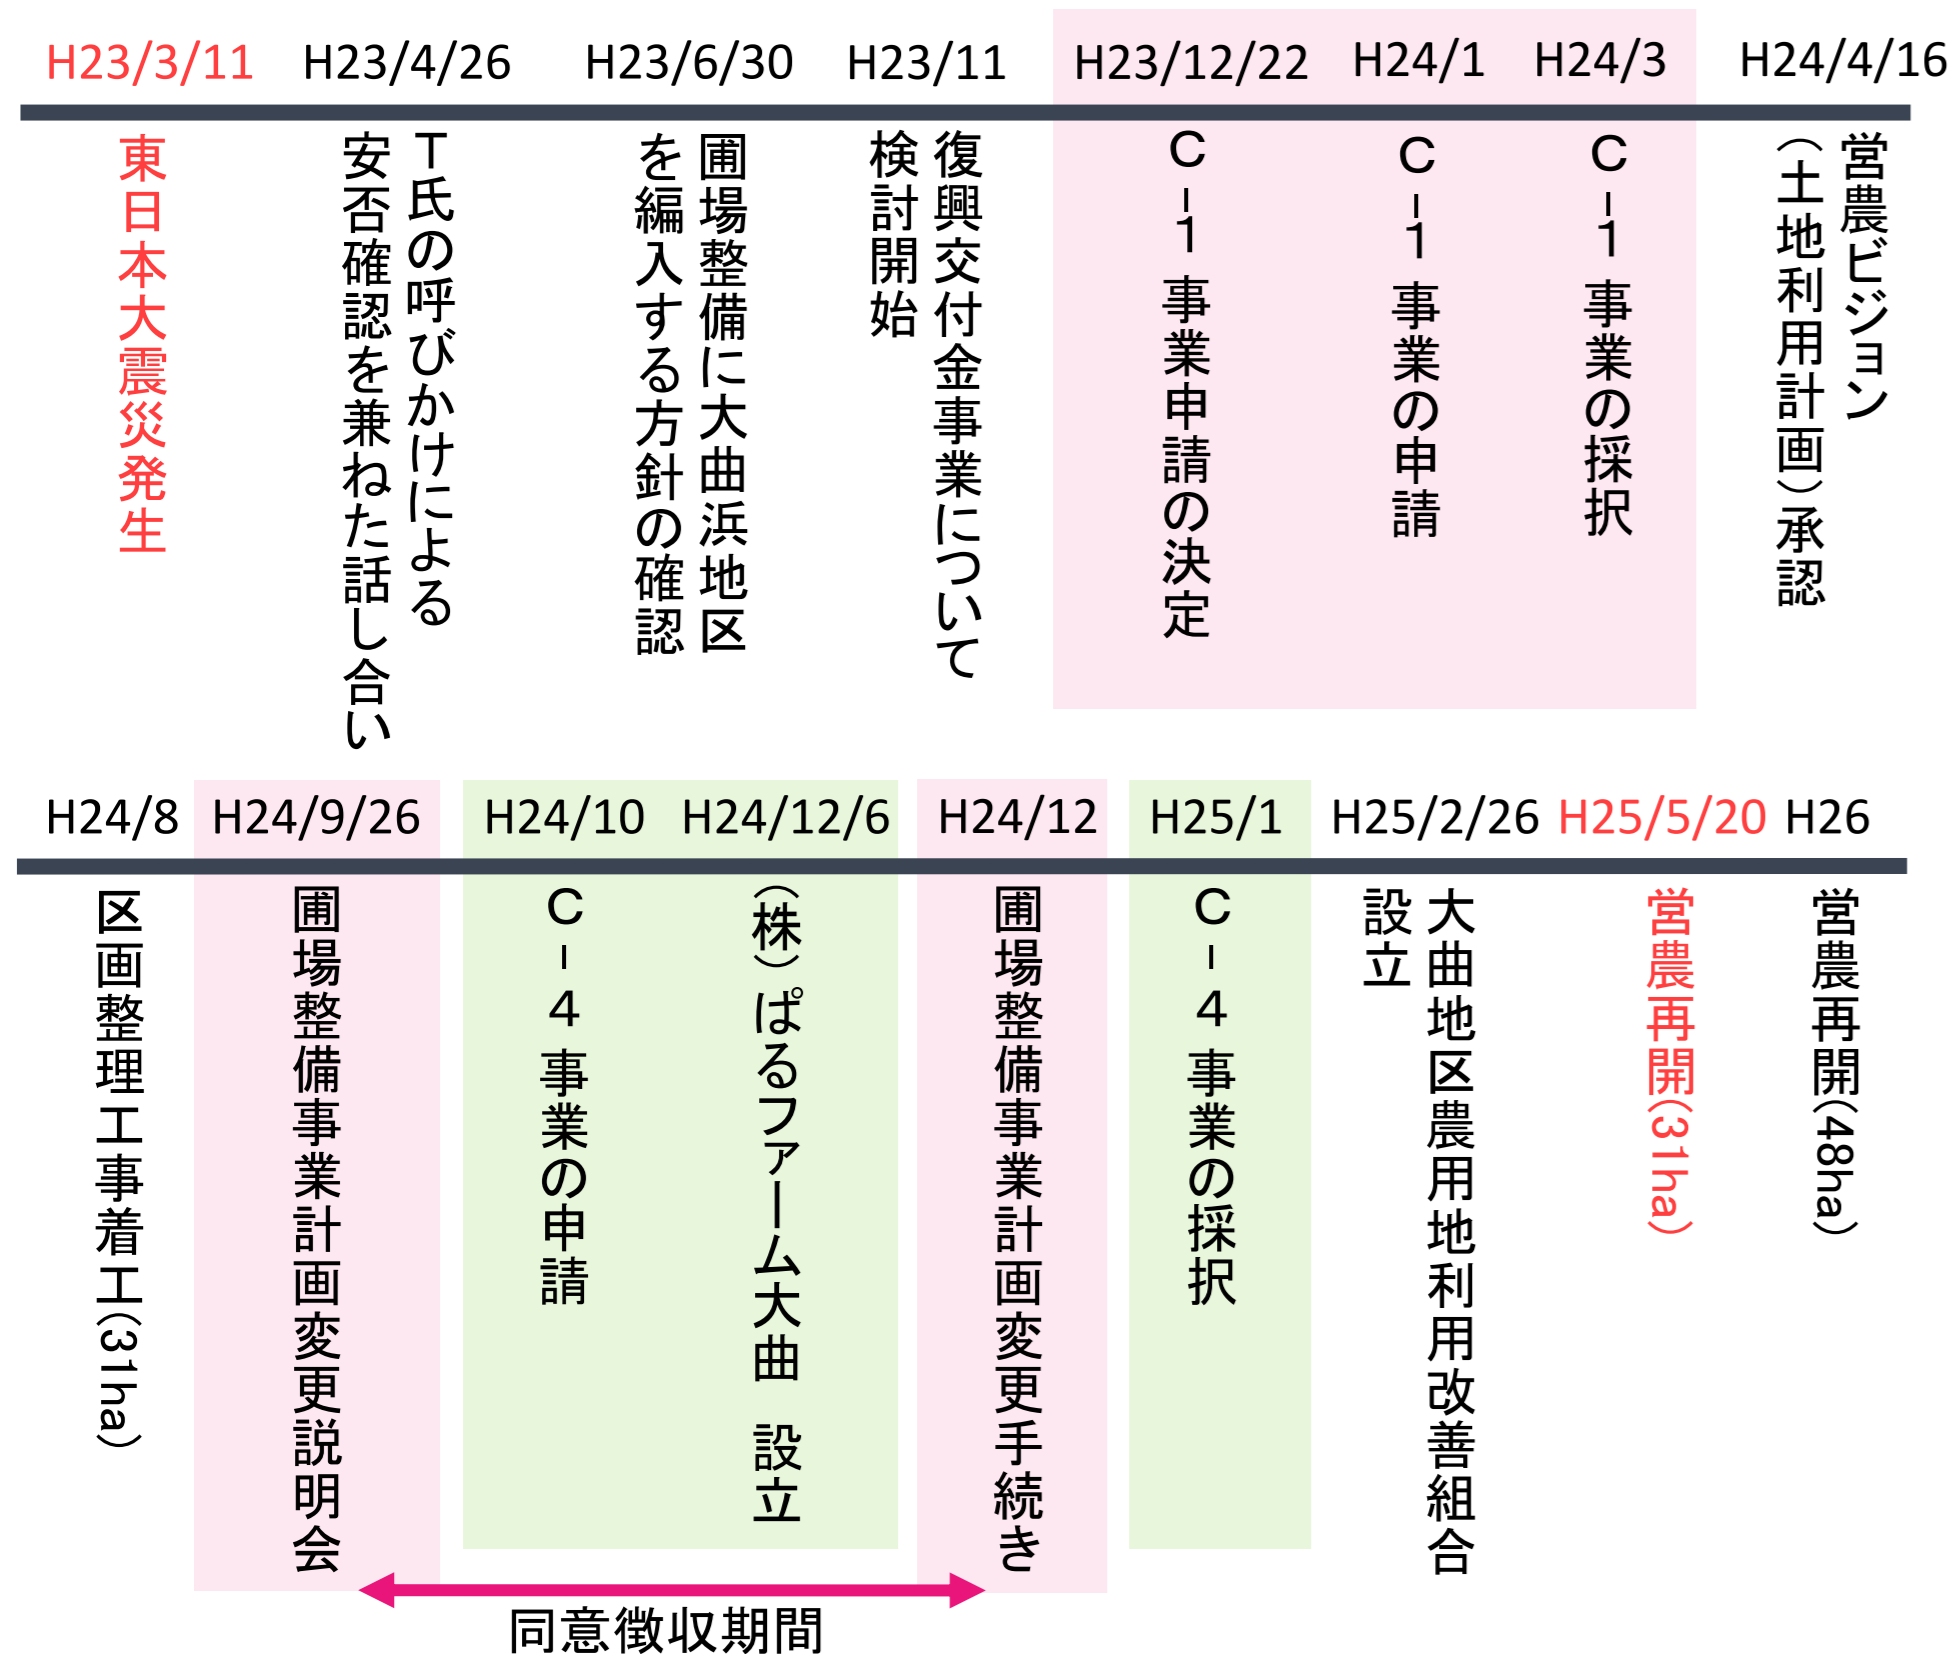 H23/3/11
東日本大震災発生
H23/4/26
T氏の呼びかけによる
安否確認を兼ねた話し合い
H23/6/30
圃場整備に大曲浜地区
を編入する方針の確認
H23/11
復興交付金事業について
検討開始
H23/12/22
C-1事業申請の決定
H24/1
C-1事業の申請
H24/3
C-1事業の採択
H24/4/16
営農ビジョン
(土地利用計画)承認
H24/8
区画整理工事着工(31ha)
H24/9/26
圃場整備事業計画変更説明会
H24/10
C-4事業の申請
H24/12/6
(株)ぱるファーム大曲 設立
H24/12
圃場整備事業計画変更手続き
H25/1
C-4事業の採択
H25/2/26
大曲地区農用地利用改善組合
設立
H25/5/20
営農再開(31ha)
H26
営農再開(48ha)
同意徴収期間